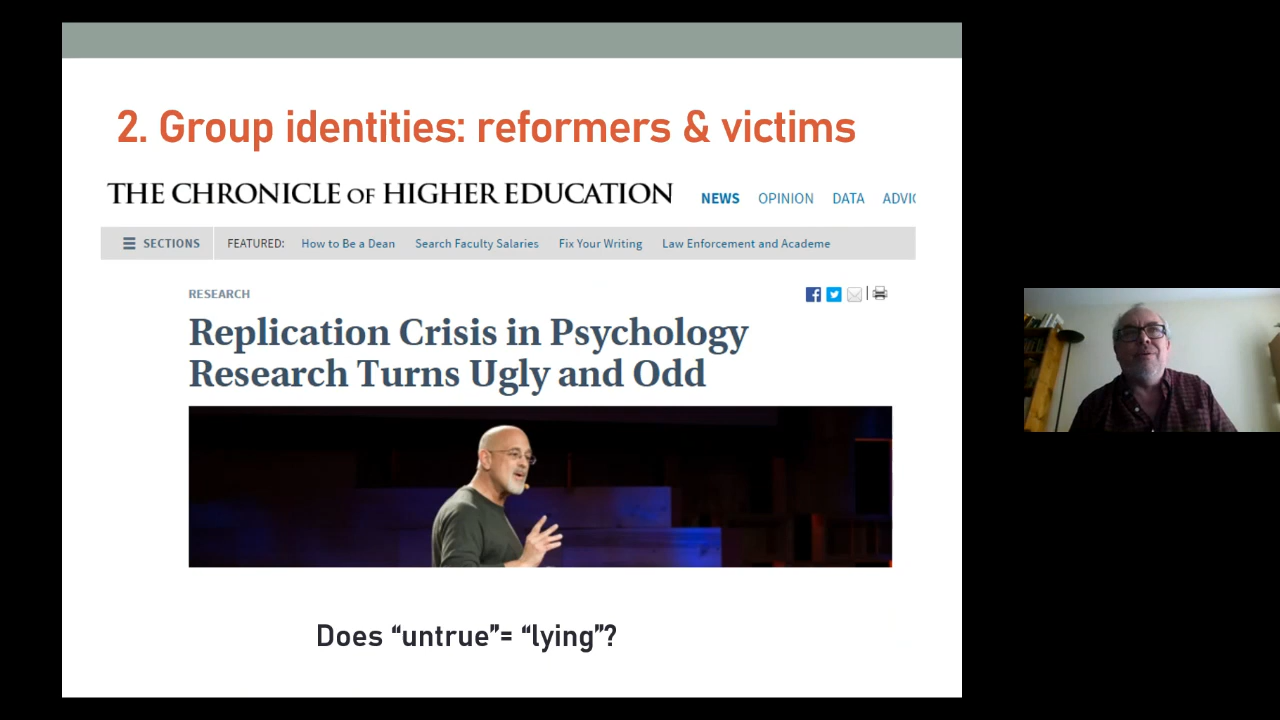 2. Group identities: reformers & victims
THE CHRONICLE OF HIGHER EDUCATION NEWS OPINION DATA ADVIC
SECTIONS FEATURED: How to Be a Dean Search Faculty Salaries Fix Your Writing Law Enforcement and Academe
RESEARCH
Replication Crisis in Psychology
Research Turns Ugly and Odd
Does “untrue”= “lying”?